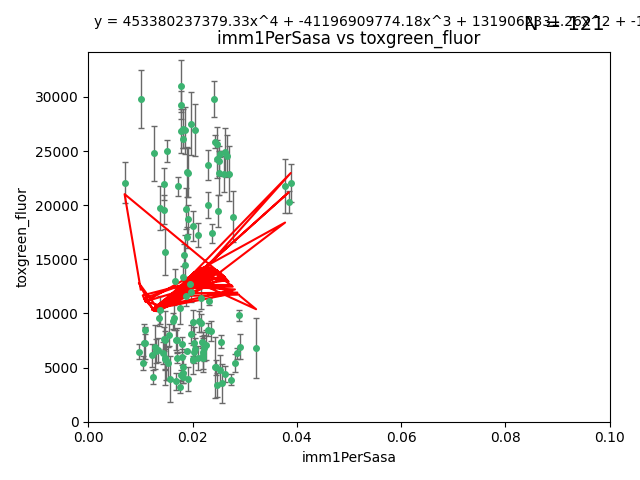 y = 453380237379.33x^4 + -41196909774.18x^3 + 1319062331.26x^2 + -1
N = 121
imm1PerSasa vs toxgreen_fluor
30000
25000
20000
15000
10000
5000
0
toxgreen_fluor
0.00 0.02 0.04 0.06 0.08 0.10
imm1PerSasa